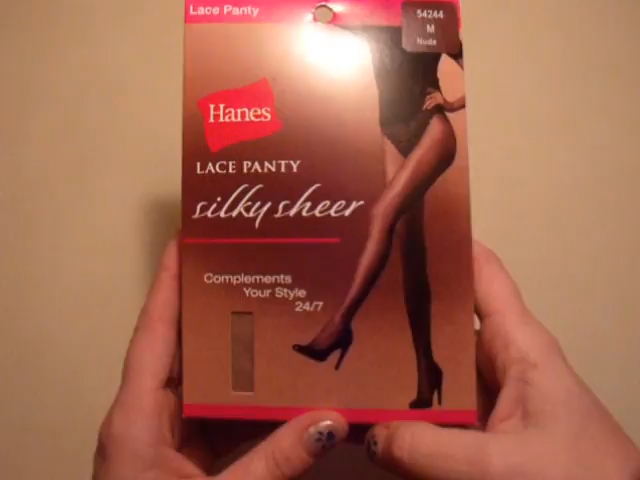 Lace Panty
54244
M
Nude
Hanes
LACE PANTY
silky sheer
Complements
Your Style
24/7